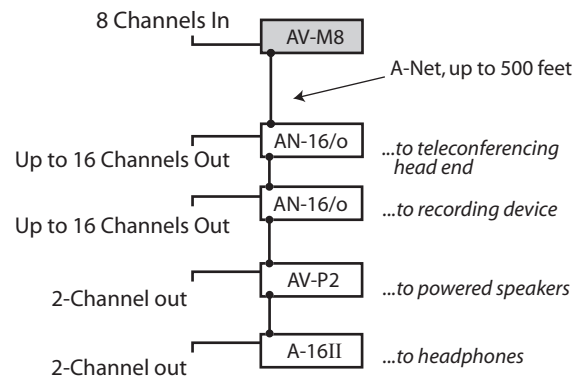 8 Channels In
AV-M8
A-Net, up to 500 feet
AN-16/o
Up to 16 Channels Out
...to teleconferencing
head end
AN-16/o
Up to 16 Channels Out
...to recording device
AV-P2
2-Channel out
...to powered speakers
A-16II
2-Channel out
...to headphones